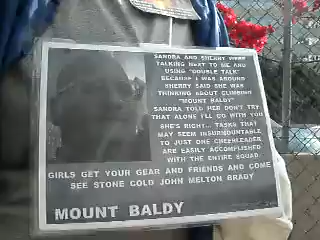 SANDRA AND SHERRY WERE
TALKING NEXT TO ME AND
USING "DOUBLE TALK"
BECAUSE I WAS AROUND
SHERRY SAID SHE WAS
THINKING ABOUT CLIMBING
"MOUNT BALDY"
SANDRA TOLD HER DON'T TRY
THAT ALONE I'LL GO WITH YOU
SHE'S RIGHT... TASKS THAT
MAY SEEM INSURMOUNTABLE
TO JUST ONE CHEERLEADER
ARE EASILY ACCOMPLISHED
WITH THE ENTIRE SQUAD
GIRLS GET YOUR GEAR AND FRIENDS AND COME
SEE STONE COLD JOHN MELTON BRADY
MOUNT BALDY